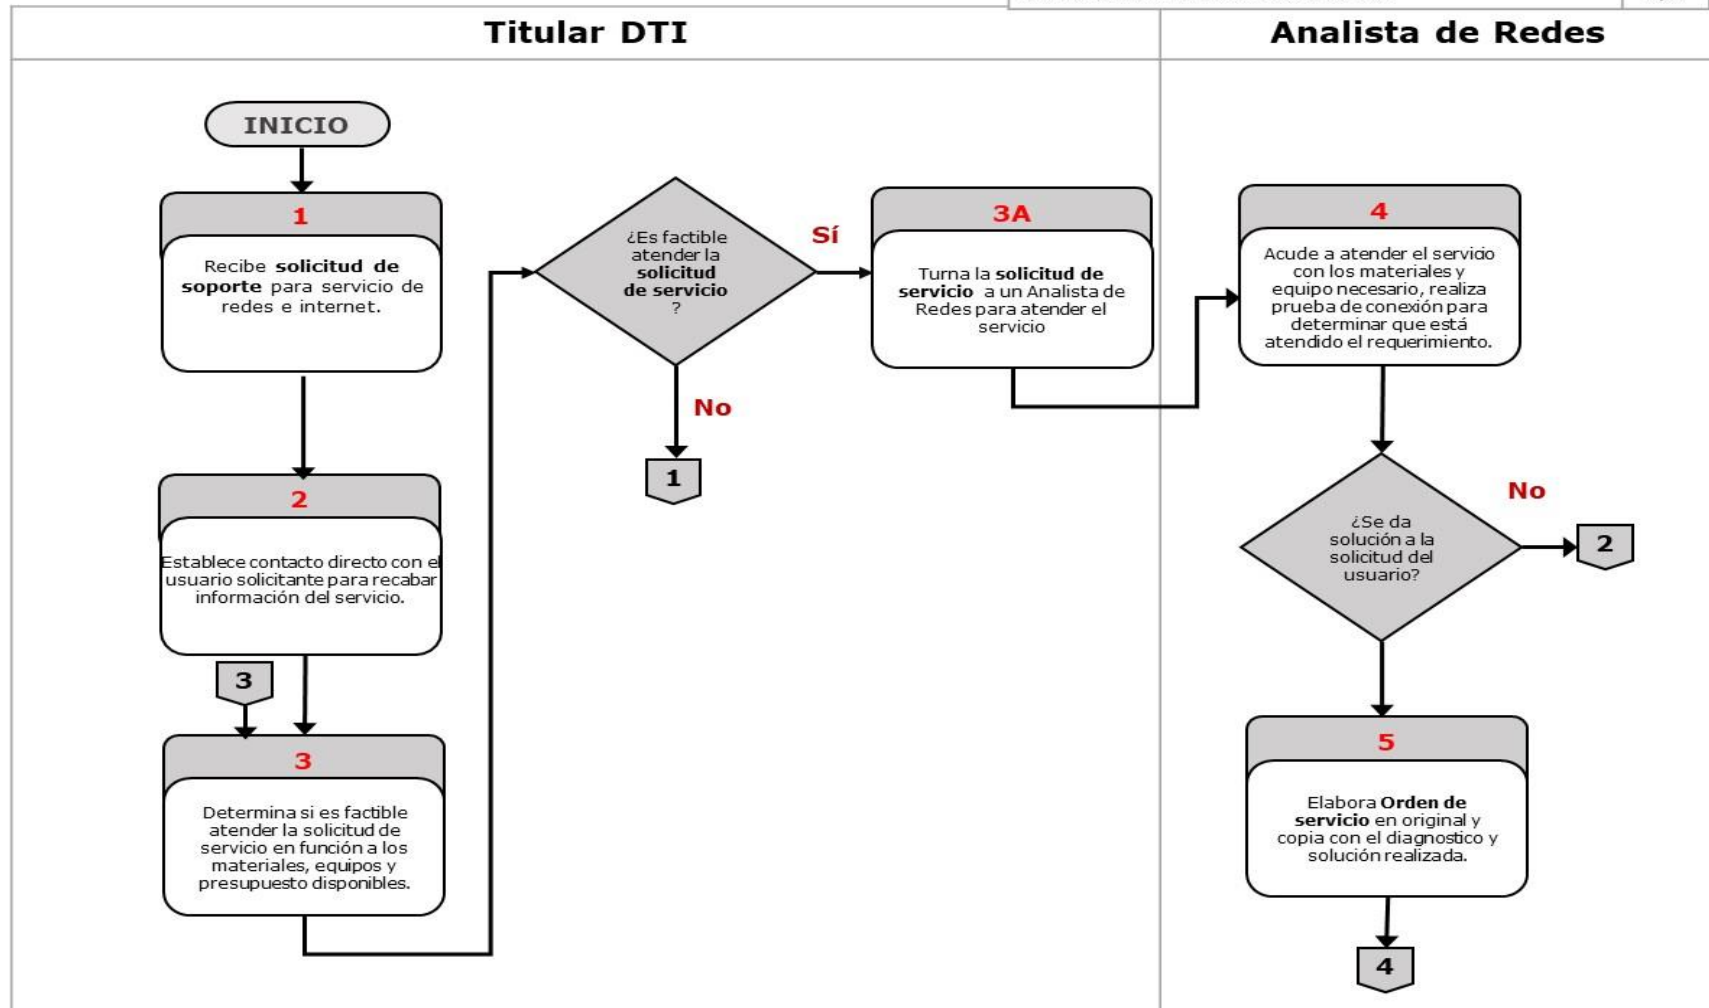 Titular DTI
Analista de Redes
INICIO
1
Recibe solicitud de
soporte para servicio de
redes e internet.
2
Establece contacto directo con el
usuario solicitante para recabar
información del servicio.
3
3
Determina si es factible
atender la solicitud de
servicio en función a los
materiales, equipos y
presupuesto disponibles.
¿Es factible
atender la
solicitud
de servicio
?
Sí
No
1
3A
Turna la solicitud de
servicio a un Analista de
Redes para atender el
servicio
4
Acude a atender el servicio
con los materiales y
equipo necesario, realiza
prueba de conexión para
determinar que está
atendido el requerimiento.
¿Se da
solución a la
solicitud del
usuario?
No
2
5
Elabora Orden de
servicio en original y
copia con el diagnostico y
solución realizada.
4